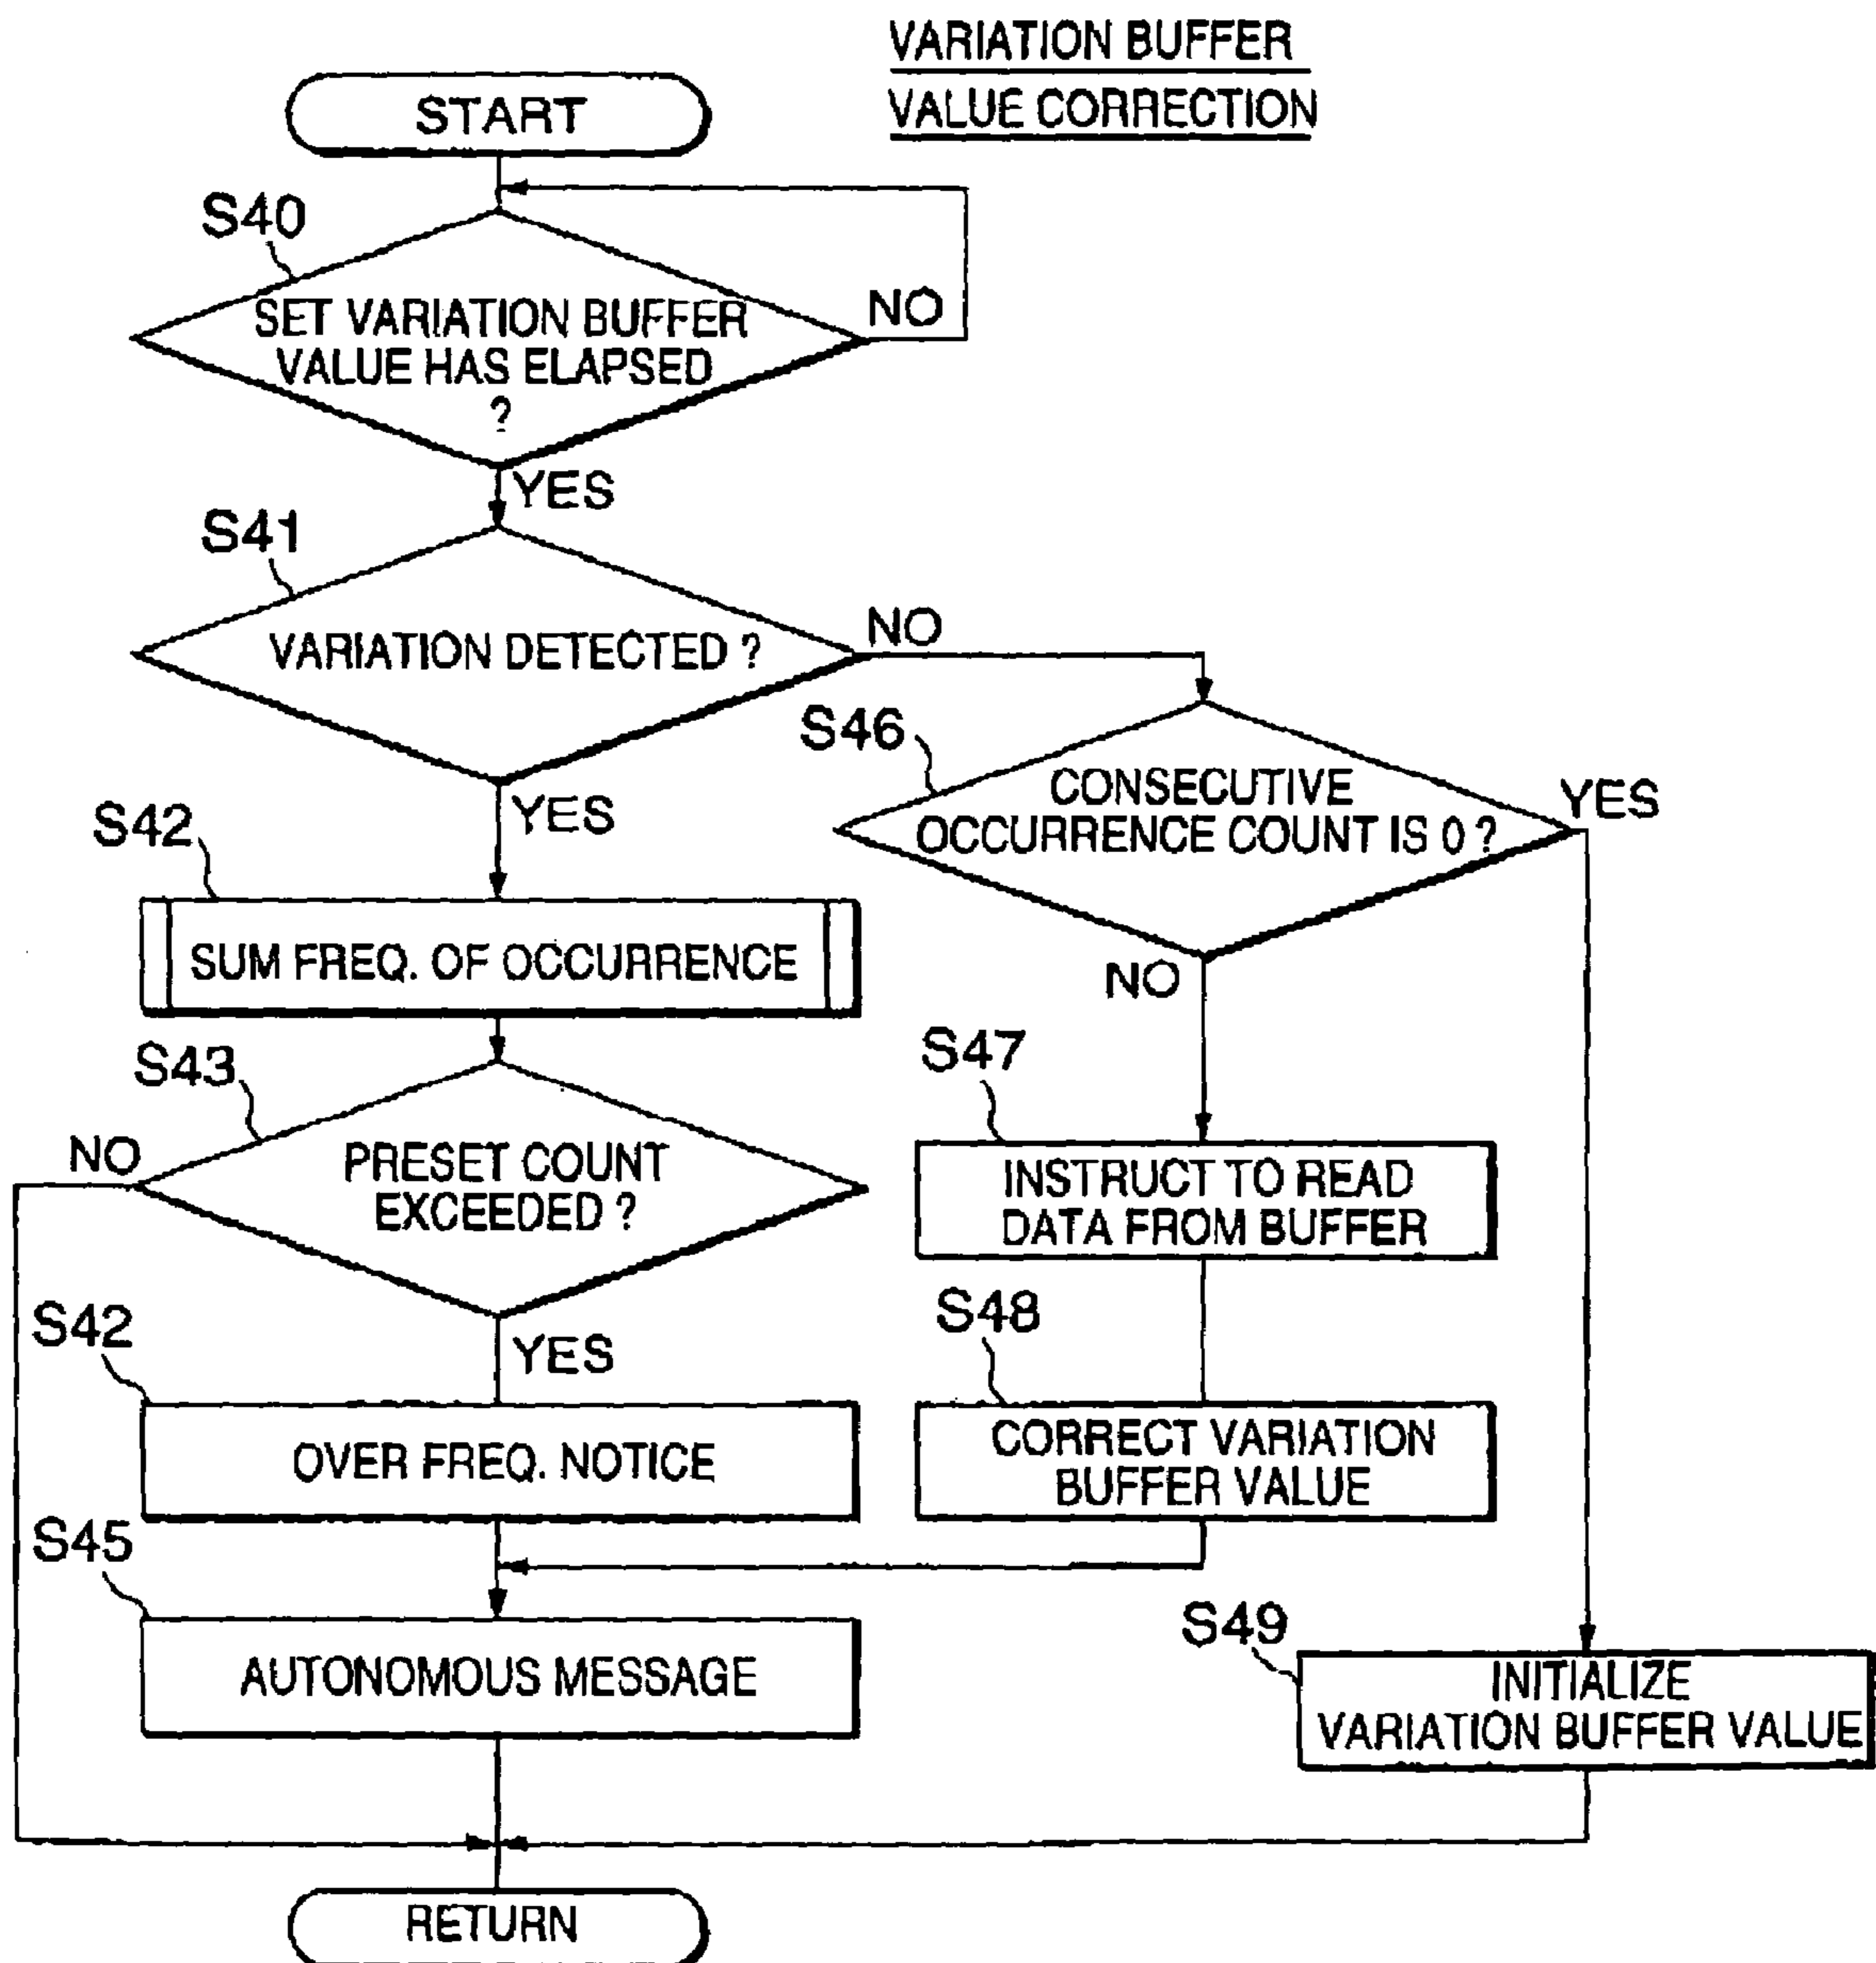 VARIATION BUFFER
VALUE CORRECTION
START
S40
SET VARIATION BUFFER
VALUE HAS ELAPSED
?
NO
YES
S41
VARIATION DETECTED ?
NO
YES
S46
CONSECUTIVE
OCCURRENCE COUNT IS 0 ?
YES
NO
S42
SUM FREQ. OF OCCURRENCE
S43
PRESET COUNT
EXCEEDED ?
NO
YES
S47
INSTRUCT TO READ
DATA FROM BUFFER
S42
OVER FREQ. NOTICE
S48
CORRECT VARIATION
BUFFER VALUE
S45
AUTONOMOUS MESSAGE
S49
INITIALIZE
VARIATION BUFFER VALUE
RETURN